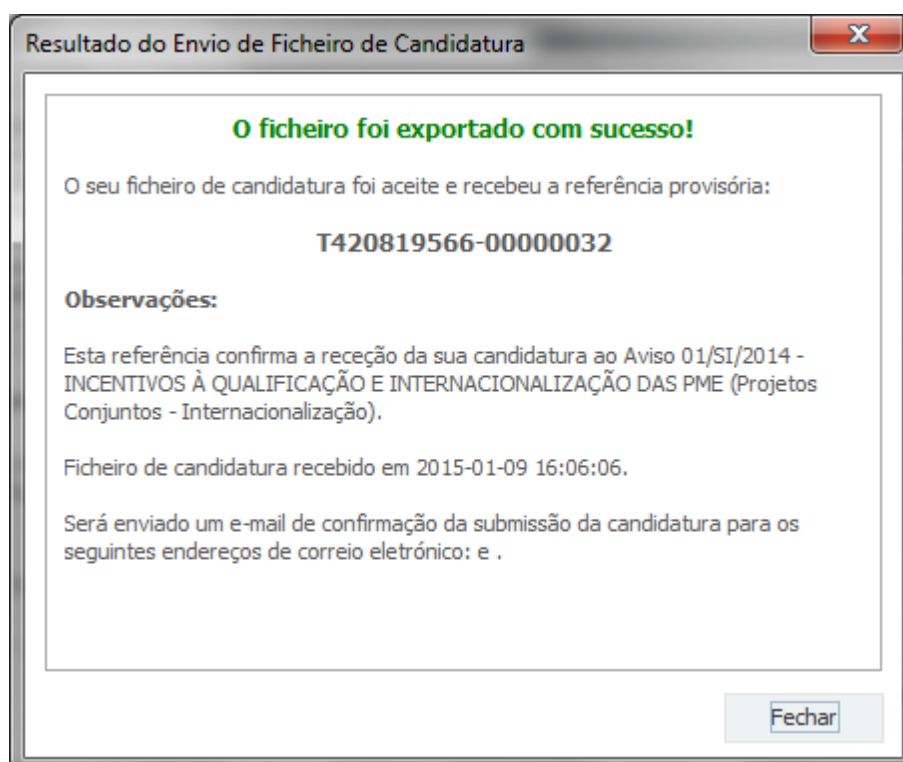 Resultado do Envio de Ficheiro de Candidatura
O ficheiro foi exportado com sucesso!
O seu ficheiro de candidatura foi aceite e recebeu a referência provisória:
T420819566-00000032
Observações:
Esta referência confirma a receção da sua candidatura ao Aviso 01/SI/2014 -
INCENTIVOS À QUALIFICAÇÃO E INTERNACIONALIZAÇÃO DAS PME (Projetos
Conjuntos - Internacionalização).
Ficheiro de candidatura recebido em 2015-01-09 16:06:06.
Será enviado um e-mail de confirmação da submissão da candidatura para os
seguintes endereços de correio eletrónico: e .
Fechar